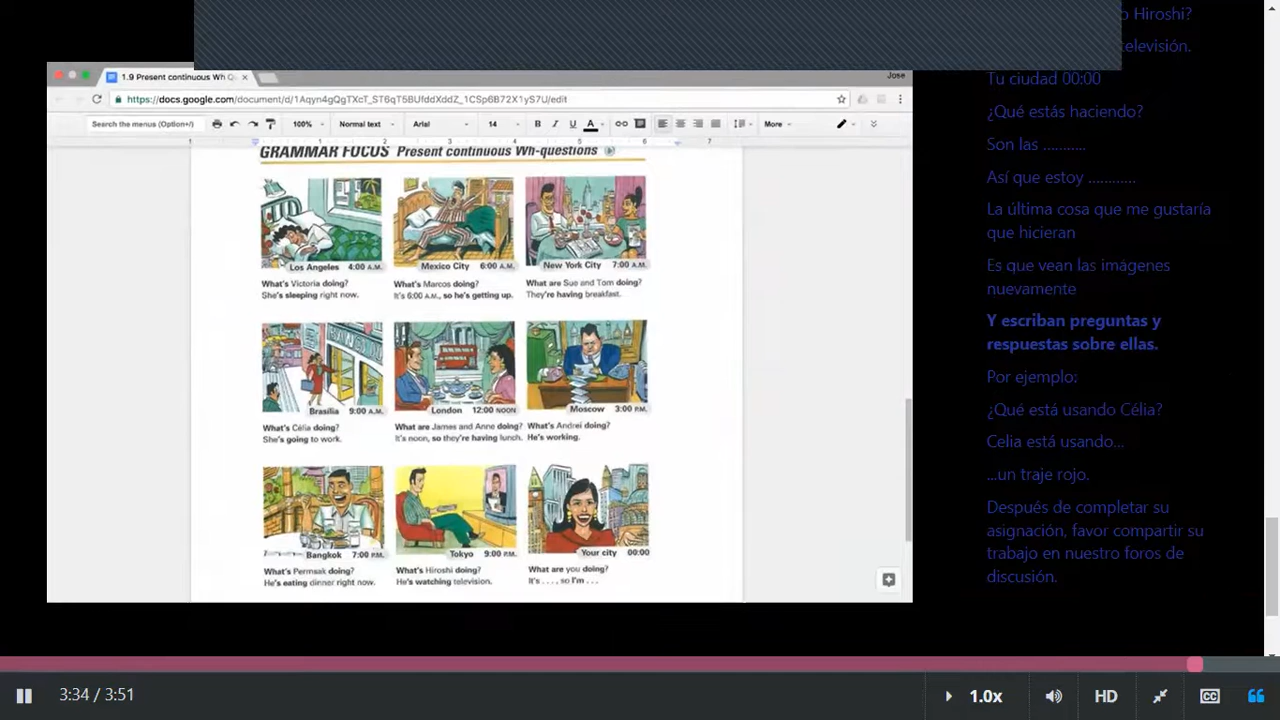 1.9 Present continuous Wh Q
Jose
https://docs.google.com/document/d/1Aqyn4gQgTXcT_ST6qT5BUfddXddZ_1CSp6B72X1yS7U/edit
Search the menus (Option+/)
100%
Normal text
Arial
14
B I U A
More
1 1 2 3 4 5 6 7
GRAMMAR FOCUS Present continuous Wh-questions
Los Angeles 4:00 A.M.
What's Victoria doing?
She's sleeping right now.
Mexico City 6:00 A.M.
What's Marcos doing?
It's 6:00 A.M., so he's getting up.
New York City 7:00 A.M.
What are Sue and Tom doing?
They're having breakfast.
Brasília 9:00 A.M.
What's Célia doing?
She's going to work.
London 12:00 NOON
What are James and Anne doing?
It's noon, so they're having lunch.
Moscow 3:00 P.M.
What's Andrei doing?
He's working.
Bangkok 7:00 P.M.
What's Permsak doing?
He's eating dinner right now.
Tokyo 9:00 P.M.
What's Hiroshi doing?
He's watching television.
Your city 00:00
What are you doing?
It's . . . , so I'm . . .
o Hiroshi?
elevisión.
Tu ciudad 00:00
¿Qué estás haciendo?
Son las ...........
Así que estoy ............
La última cosa que me gustaría
que hicieran
Es que vean las imágenes
nuevamente
Y escriban preguntas y
respuestas sobre ellas.
Por ejemplo:
¿Qué está usando Célia?
Celia está usando...
...un traje rojo.
Después de completar su
asignación, favor compartir su
trabajo en nuestro foros de
discusión.
3:34 / 3:51
1.0x
HD
CC